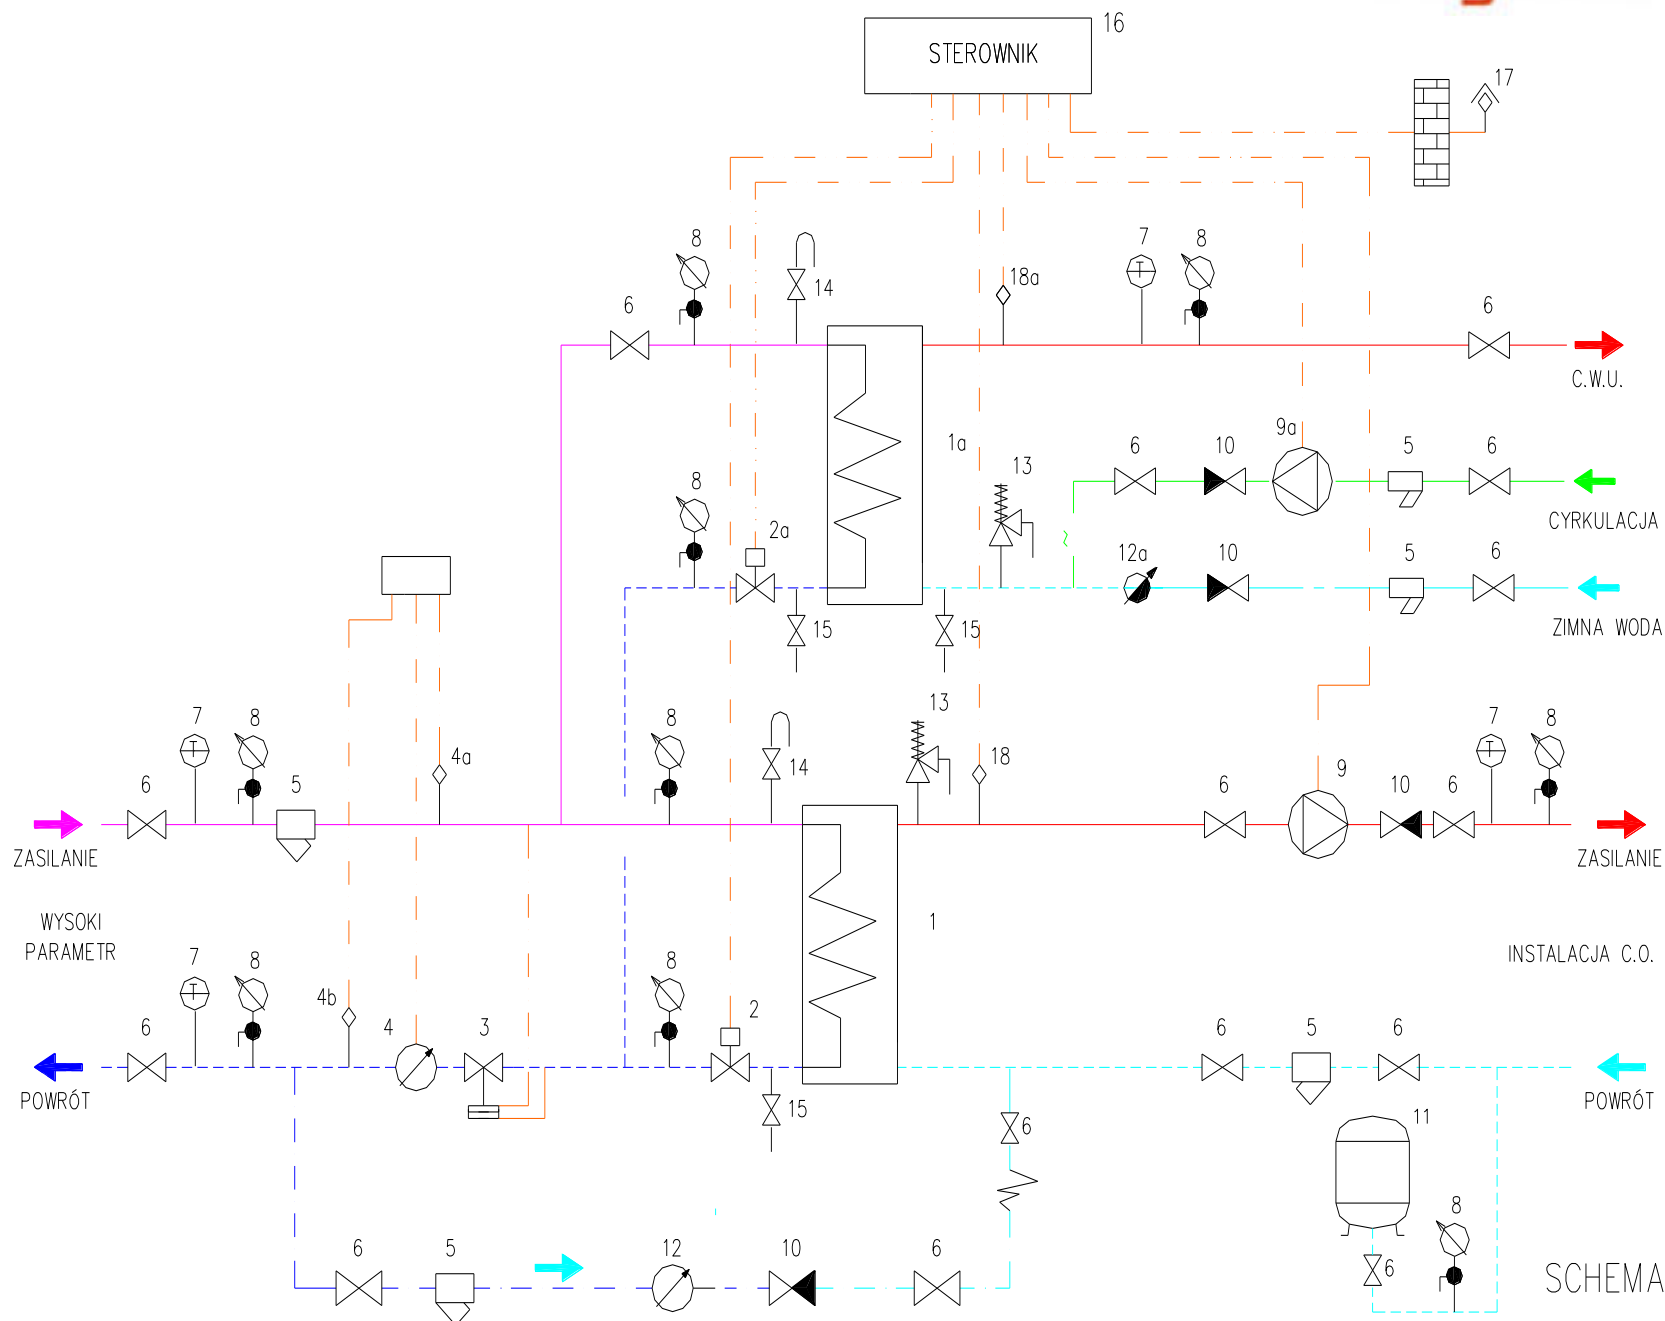 16
STEROWNIK
17
8
7
8
14
18a
6
6
C.W.U.
1a
9a
6
10
5
6
13
8
CYRKULACJA
2a
12a
10
5
6
15
15
ZIMNA WODA
13
7
8
8
7
8
4a
14
18
6
5
6
9
10
6
ZASILANIE
ZASILANIE
WYSOKI
PARAMETR
1
INSTALACJA C.O.
7
8
8
4b
2
6
4
3
6
5
6
POWRÓT
POWRÓT
15
6
11
8
6
5
12
10
6
6
SCHEMA
T
T
T
T